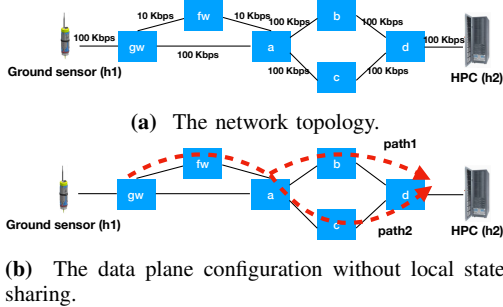 10 Kbps fw 10 Kbps 100 Kbps b 100 Kbps
100 Kbps gw 100 Kbps a d 100 Kbps
100 Kbps c 100 Kbps
Ground sensor (h1) HPC (h2)
(a) The network topology.
path1
fw b
gw a d
c
Ground sensor (h1) path2 HPC (h2)
(b) The data plane configuration without local state
sharing.